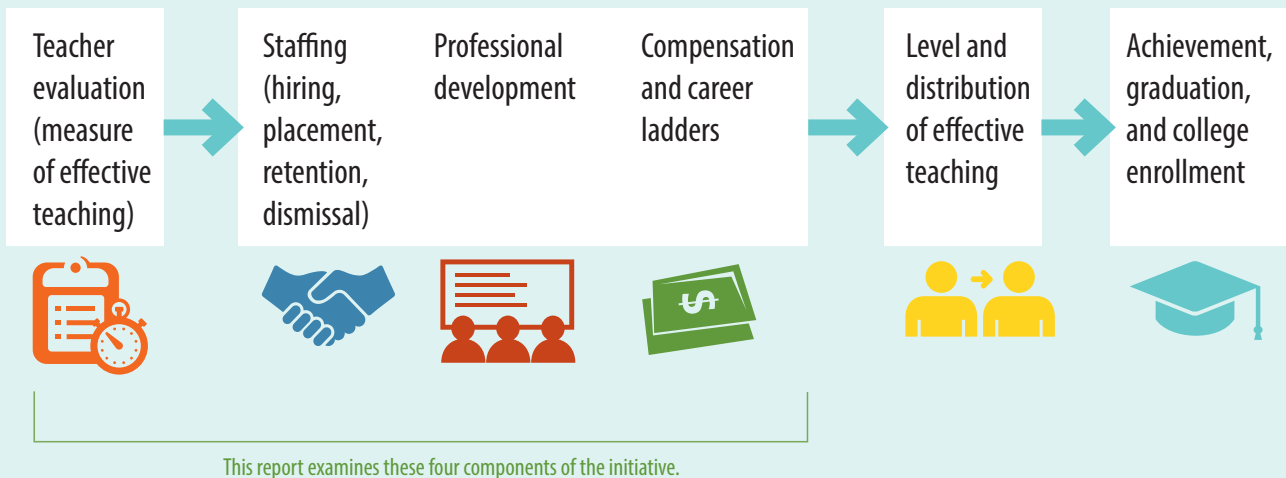 Teacher
evaluation
(measure
of effective
teaching)
Staffing
(hiring,
placement,
retention,
dismissal)
Professional
development
Compensation
and career
ladders
Level and
distribution
of effective
teaching
Achievement,
graduation,
and college
enrollment
$
This report examines these four components of the initiative.